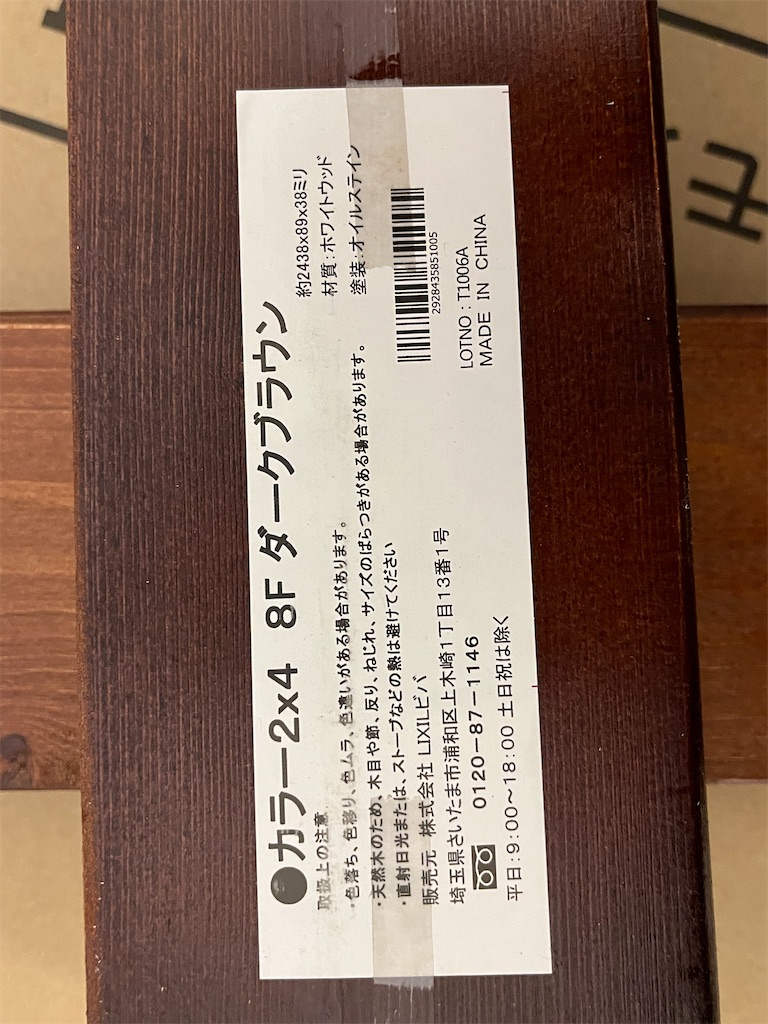 ●カラー2x4 8F ダークブラウン
約2438x89x38ミリ
材質:ホワイトウッド
塗装:オイルステイン
取扱上の注意
・色落ち、色移り、色ムラ、色違いがある場合があります。
・天然木のため、木目や節、反り、ねじれ、サイズのばらつきがある場合があります。
・直射日光または、ストーブなどの熱は避けてください
2928435851005
販売元 株式会社 LIXILビバ
埼玉県さいたま市浦和区上木崎1丁目13番1号
0120-87-1146
平日:9:00〜18:00 土日祝は除く
LOTNO:T1006A
MADE IN CHINA